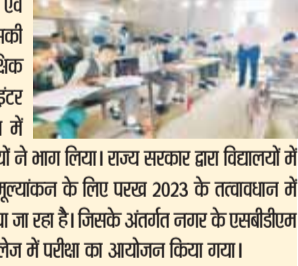 एवं
सकी
क्षिक
इंटर
में
यों ने भाग लिया। राज्य सरकार द्वारा विद्यालयों में
मूल्यांकन के लिए परख 2023 के तत्वावधान में
जा रहा है। जिसके अंतर्गत नगर के एसबीडीएम
लेज में परीक्षा का आयोजन किया गया।